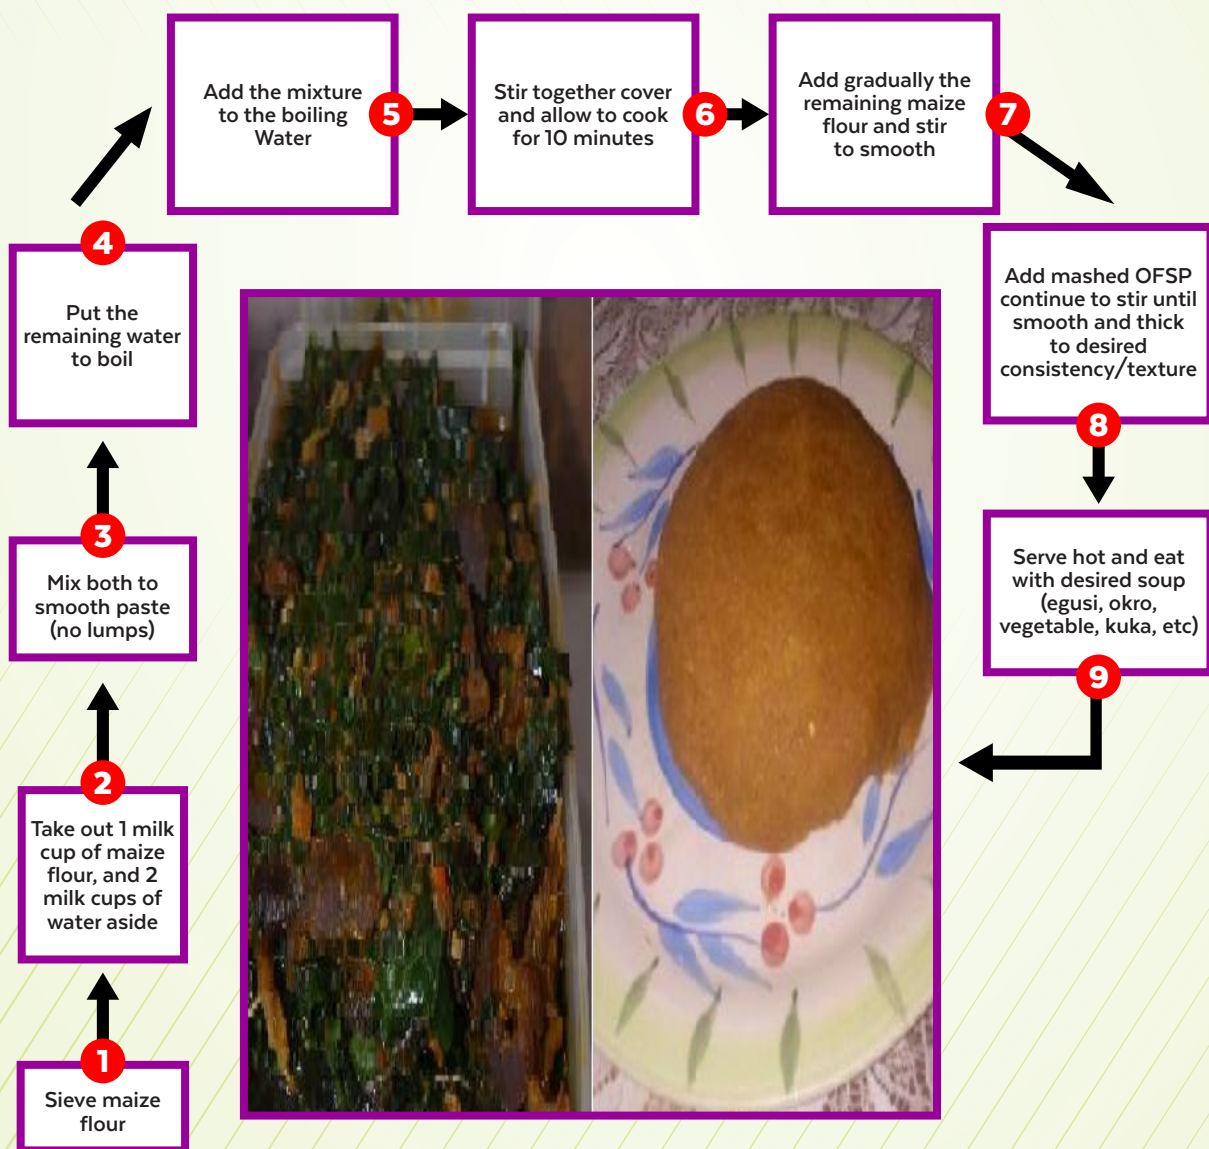 1
Sieve maize
flour
2
Take out 1 milk
cup of maize
flour, and 2
milk cups of
water aside
3
Mix both to
smooth paste
(no lumps)
4
Put the
remaining water
to boil
Add the mixture
to the boiling
Water
5
Stir together cover
and allow to cook
for 10 minutes
6
Add gradually the
remaining maize
flour and stir
to smooth
7
Add mashed OFSP
continue to stir until
smooth and thick
to desired
consistency/texture
8
Serve hot and eat
with desired soup
(egusi, okro,
vegetable, kuka, etc)
9